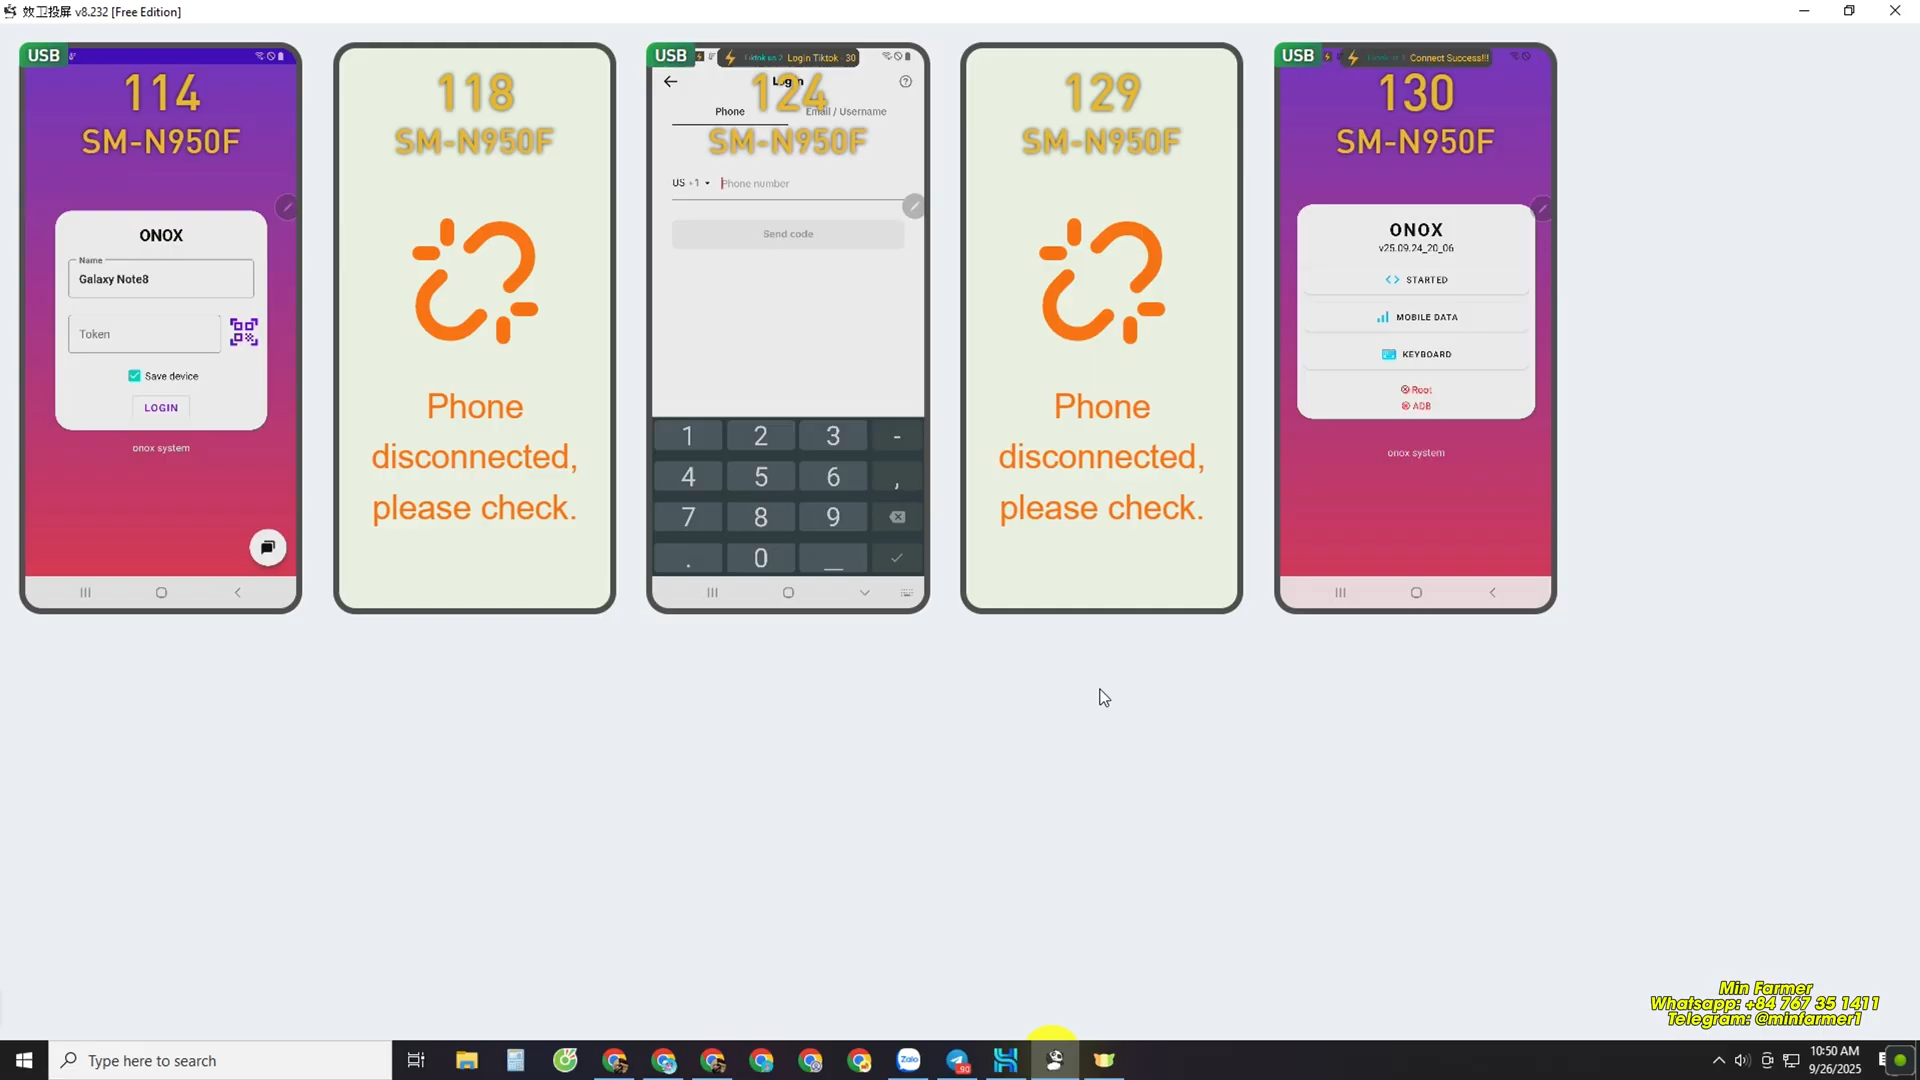 效卫投屏 v8.232 [Free Edition]
USB
114
SM-N950F
ONOX
Name
Galaxy Note8
Token
Save device
LOGIN
onox system
118
SM-N950F
Phone
disconnected,
please check.
USB
Login Tiktok - 30
Login
124
Phone
Email / Username
SM-N950F
US +1
Phone number
Send code
1 2 3 -
4 5 6 ,
7 8 9
. 0
129
SM-N950F
Phone
disconnected,
please check.
USB
Connect Success!!!
130
SM-N950F
ONOX
v25.09.24_20_06
STARTED
MOBILE DATA
KEYBOARD
Root
ADB
onox system
Min Farmer
Whatsapp: +84 767 35 1411
Telegram: @minfarmer1
Type here to search
Zalo
90
10:50 AM
9/26/2025